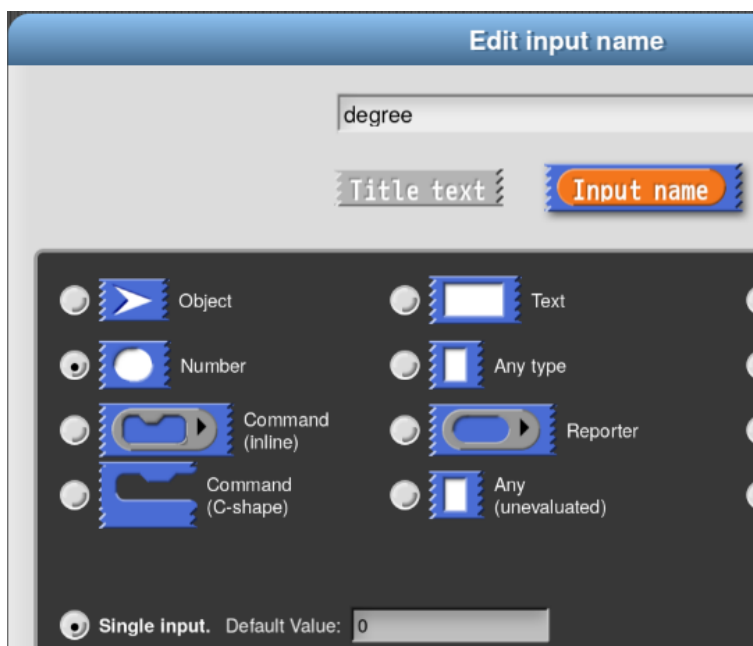 Edit input name
degree
Title text
Input name
Object
Text
Number
Any type
Command
(inline)
Reporter
Command
(C-shape)
Any
(unevaluated)
Single input. Default Value: 0